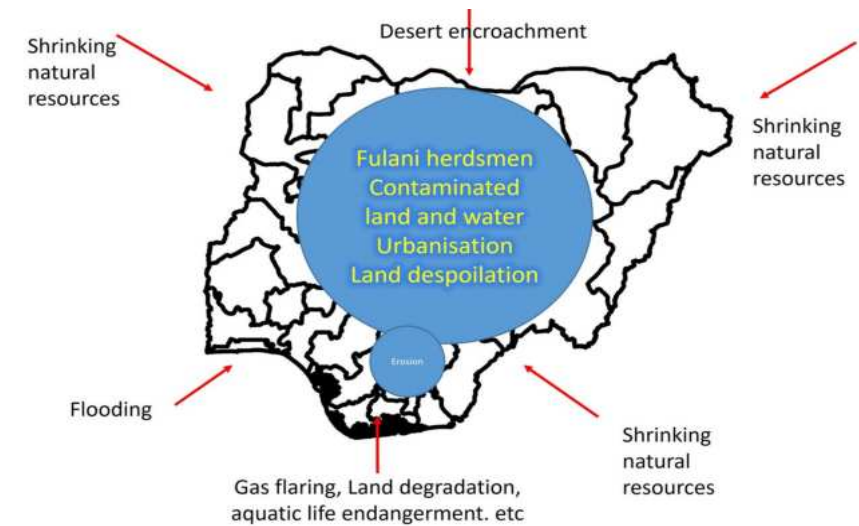 Desert encroachment
Shrinking
natural
resources
Shrinking
natural
resources
Fulani herdsmen
Contaminated
land and water
Urbanisation
Land despoilation
Erosion
Flooding
Shrinking
natural
resources
Gas flaring, Land degradation,
aquatic life endangerment. etc